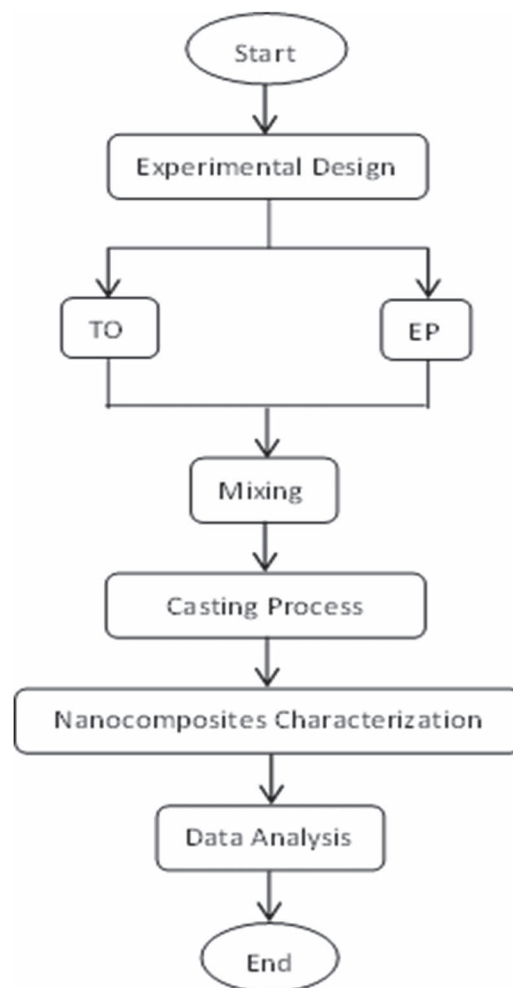 Start
Experimental Design
TO
EP
Mixing
Casting Process
Nanocomposites Characterization
Data Analysis
End